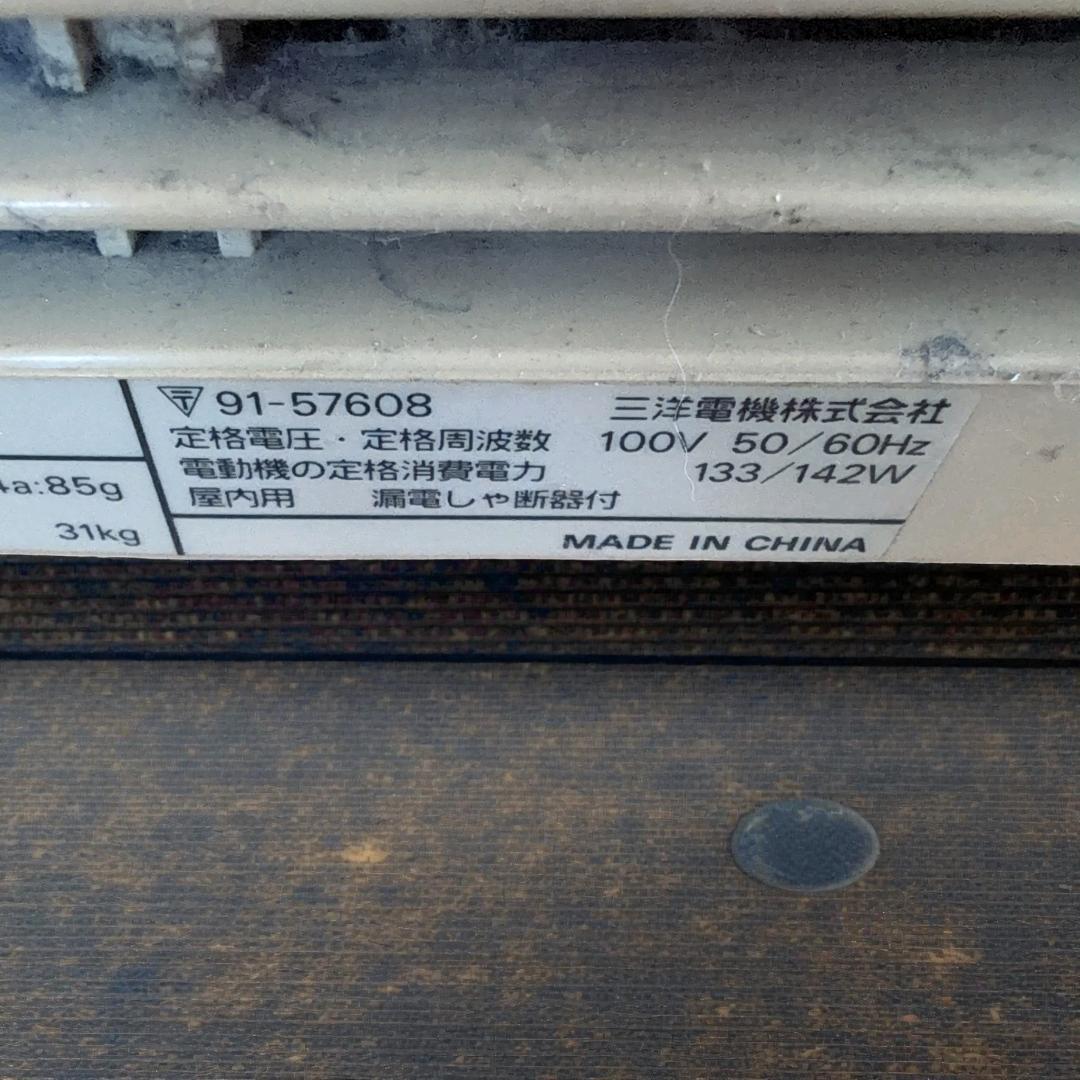 91-57608 三洋電機株式会社
定格電圧・定格周波数 100V 50/60Hz
電動機の定格消費電力 133/142W
屋内用 漏電しゃ断器付
MADE IN CHINA
4a:85g
31kg